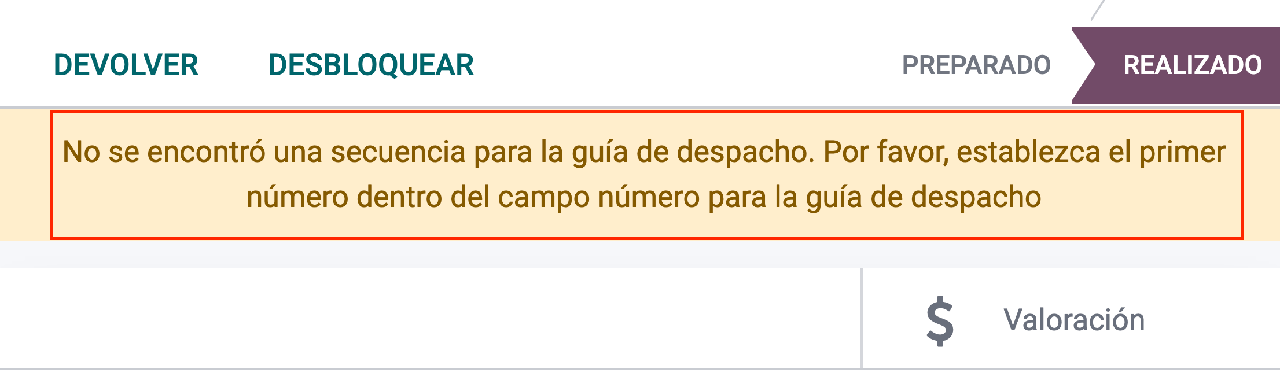 DEVOLVER DESBLOQUEAR PREPARADO REALIZADO
No se encontró una secuencia para la guía de despacho. Por favor, establezca el primer
número dentro del campo número para la guía de despacho
$ Valoración